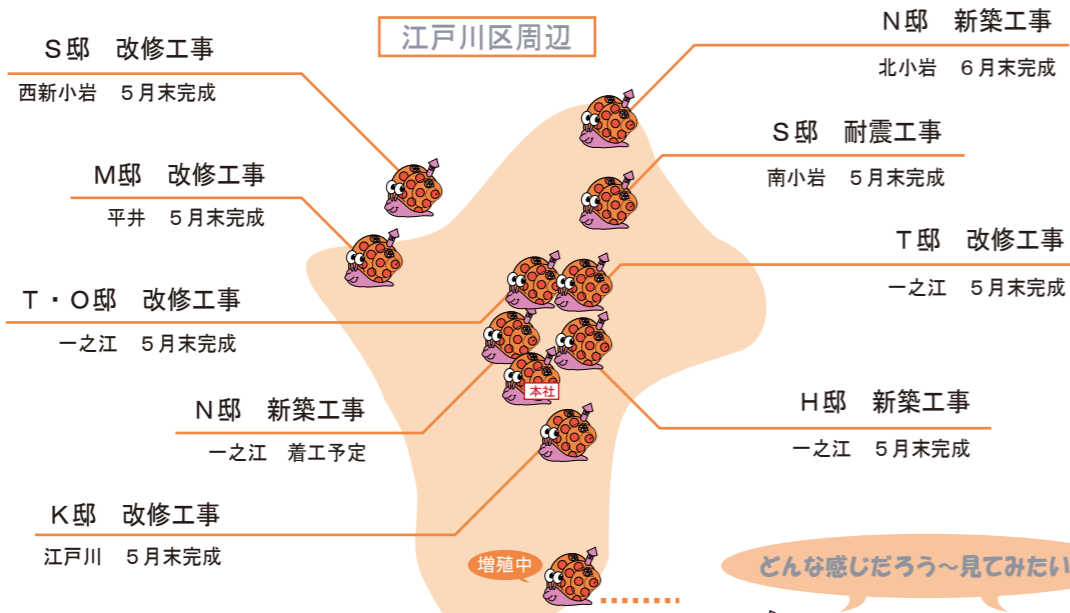 江戸川区周辺
S邸　改修工事
西新小岩　5月末完成
M邸　改修工事
平井　5月末完成
T・O邸　改修工事
一之江　5月末完成
N邸　新築工事
一之江　着工予定
K邸　改修工事
江戸川　5月末完成
N邸　新築工事
北小岩　6月末完成
S邸　耐震工事
南小岩　5月末完成
T邸　改修工事
一之江　5月末完成
H邸　新築工事
一之江　5月末完成
本社
増殖中
どんな感じだろう～見てみたい